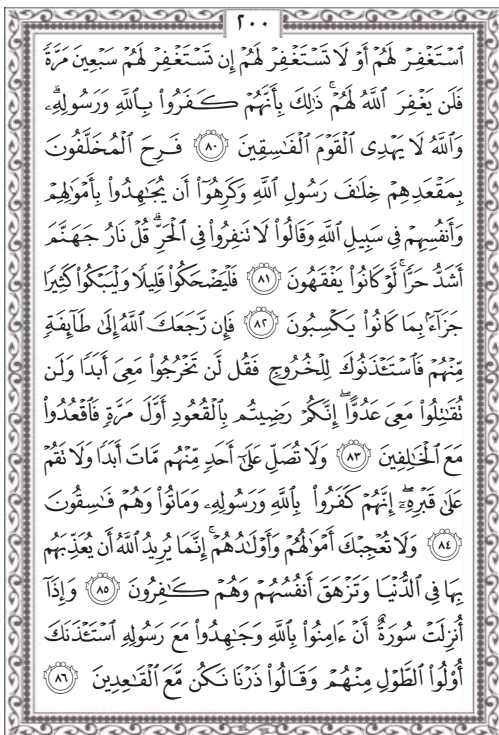 ٢٠٠
ٱسْتَغْفِرْ لَهُمْ أَوْ لَا تَسْتَغْفِرْ لَهُمْ إِن تَسْتَغْفِرْ لَهُمْ سَبْعِينَ مَرَّةً
فَلَن يَغْفِرَ ٱللَّهُ لَهُمْ ۚ ذَٰلِكَ بِأَنَّهُمْ كَفَرُوا۟ بِٱللَّهِ وَرَسُولِهِۦ ۗ
وَٱللَّهُ لَا يَهْدِى ٱلْقَوْمَ ٱلْفَـٰسِقِينَ ٨٠ فَرِحَ ٱلْمُخَلَّفُونَ
بِمَقْعَدِهِمْ خِلَـٰفَ رَسُولِ ٱللَّهِ وَكَرِهُوٓا۟ أَن يُجَـٰهِدُوا۟ بِأَمْوَٰلِهِمْ
وَأَنفُسِهِمْ فِى سَبِيلِ ٱللَّهِ وَقَالُوا۟ لَا تَنفِرُوا۟ فِى ٱلْحَرِّ ۗ قُلْ نَارُ جَهَنَّمَ
أَشَدُّ حَرًّا ۚ لَّوْ كَانُوا۟ يَفْقَهُونَ ٨١ فَلْيَضْحَكُوا۟ قَلِيلًا وَلْيَبْكُوا۟ كَثِيرًا
جَزَآءًۢ بِمَا كَانُوا۟ يَكْسِبُونَ ٨٢ فَإِن رَّجَعَكَ ٱللَّهُ إِلَىٰ طَآئِفَةٍ
مِّنْهُمْ فَٱسْتَـْٔذَنُوكَ لِلْخُرُوجِ فَقُل لَّن تَخْرُجُوا۟ مَعِىَ أَبَدًا وَلَن
تُقَـٰتِلُوا۟ مَعِىَ عَدُوًّا ۖ إِنَّكُمْ رَضِيتُم بِٱلْقُعُودِ أَوَّلَ مَرَّةٍ فَٱقْعُدُوا۟
مَعَ ٱلْخَـٰلِفِينَ ٨٣ وَلَا تُصَلِّ عَلَىٰٓ أَحَدٍ مِّنْهُم مَّاتَ أَبَدًا وَلَا تَقُمْ
عَلَىٰ قَبْرِهِۦٓ ۖ إِنَّهُمْ كَفَرُوا۟ بِٱللَّهِ وَرَسُولِهِۦ وَمَاتُوا۟ وَهُمْ فَـٰسِقُونَ
٨٤ وَلَا تُعْجِبْكَ أَمْوَٰلُهُمْ وَأَوْلَـٰدُهُمْ ۚ إِنَّمَا يُرِيدُ ٱللَّهُ أَن يُعَذِّبَهُم
بِهَا فِى ٱلدُّنْيَا وَتَزْهَقَ أَنفُسُهُمْ وَهُمْ كَـٰفِرُونَ ٨٥ وَإِذَآ
أُنزِلَتْ سُورَةٌ أَنْ ءَامِنُوا۟ بِٱللَّهِ وَجَـٰهِدُوا۟ مَعَ رَسُولِهِ ٱسْتَـْٔذَنَكَ
أُو۟لُوا۟ ٱلطَّوْلِ مِنْهُمْ وَقَالُوا۟ ذَرْنَا نَكُن مَّعَ ٱلْقَـٰعِدِينَ ٨٦